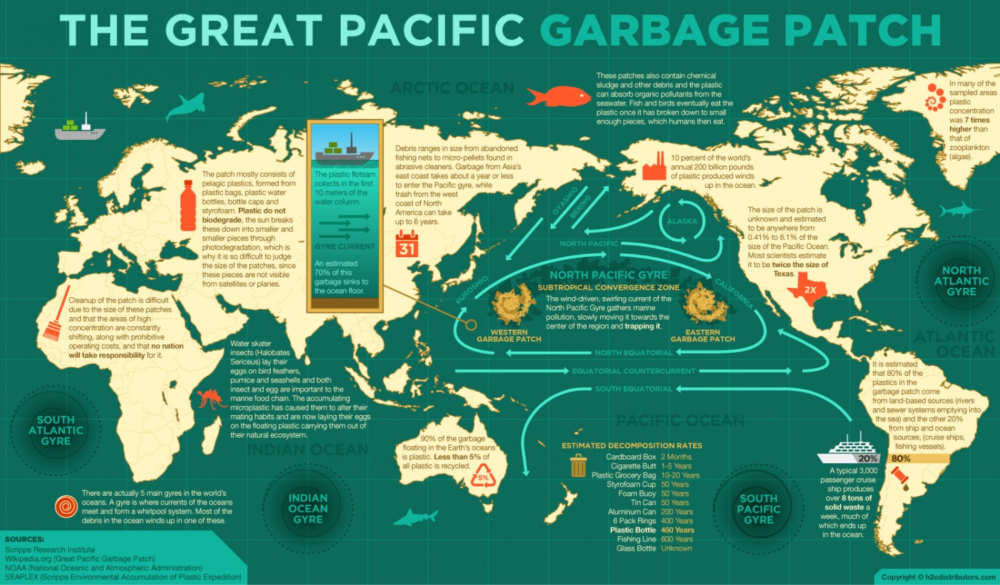 THE GREAT PACIFIC GARBAGE PATCH
ARCTIC OCEAN
These patches also contain chemical
sludge and other debris and the plastic
can absorb organic pollutants from the
seawater. Fish and birds eventually eat the
plastic once it has broken down to small
enough pieces, which humans then eat.
In many of the
sampled areas
plastic
concentration
was 7 times
higher than
that of
zooplankton
(algae).
The patch mostly consists of
pelagic plastics, formed from
plastic bags, plastic water
bottles, bottle caps and
styrofoam. Plastic do not
biodegrade, the sun breaks
these down into smaller and
smaller pieces through
photodegradation, which is
why it is so difficult to judge
the size of the patches, since
these pieces are not visible
from satellites or planes.
The plastic flotsam
collects in the first
10 meters of the
water column.
GYRE CURRENT
An estimated
70% of this
garbage sinks to
the ocean floor.
Debris ranges in size from abandoned
fishing nets to micro-pellets found in
abrasive cleaners. Garbage from Asia's
east coast takes about a year or less
to enter the Pacific gyre, while
trash from the west
coast of North
America can take
up to 6 years.
31
10 percent of the world's
annual 200 billion pounds
of plastic produced winds
up in the ocean.
OYASHIO
BERING
ALASKA
NORTH PACIFIC
KUROSHIO
CALIFORNIA
NORTH PACIFIC GYRE
SUBTROPICAL CONVERGENCE ZONE
The wind-driven, swirling current of the
North Pacific Gyre gathers marine
pollution, slowly moving it towards the
center of the region and trapping it.
WESTERN
GARBAGE PATCH
EASTERN
GARBAGE PATCH
NORTH EQUATORIAL
EQUATORIAL COUNTERCURRENT
SOUTH EQUATORIAL
The size of the patch is
unknown and estimated
to be anywhere from
0.41% to 8.1% of the
size of the Pacific Ocean.
Most scientists estimate
it to be twice the size of
Texas.
2X
NORTH
ATLANTIC
GYRE
ATLANTIC
OCEAN
Cleanup of the patch is difficult
due to the size of these patches
and that the areas of high
concentration are constantly
shifting, along with prohibitive
operating costs, and that no nation
will take responsibility for it.
Water skater
insects (Halobates
Sericeus) lay their
eggs on bird feathers,
pumice and seashells and both
insect and egg are important to the
marine food chain. The accumulating
microplastic has caused them to alter their
mating habits and are now laying their eggs
on the floating plastic carrying them out of
their natural ecosystem.
SOUTH
ATLANTIC
GYRE
INDIAN OCEAN
90% of the garbage
floating in the Earth's oceans
is plastic. Less than 5% of
all plastic is recycled.
5%
PACIFIC OCEAN
It is estimated
that 80% of the
plastics in the
garbage patch come
from land-based sources (rivers
and sewer systems emptying into
the sea) and the other 20%
from ship and ocean
sources, (cruise ships,
fishing vessels).
20% 80%
A typical 3,000
passenger cruise
ship produces
over 8 tons of
solid waste a
week, much of
which ends up
in the ocean.
ESTIMATED DECOMPOSITION RATES
Cardboard Box 2 Months
Cigarette Butt 1-5 Years
Plastic Grocery Bag 10-20 Years
Styrofoam Cup 50 Years
Foam Buoy 50 Years
Tin Can 50 Years
Aluminum Can 200 Years
6 Pack Rings 400 Years
Plastic Bottle 450 Years
Fishing Line 600 Years
Glass Bottle Unknown
SOUTH
PACIFIC
GYRE
INDIAN
OCEAN
GYRE
There are actually 5 main gyres in the world's
oceans. A gyre is where currents of the oceans
meet and form a whirlpool system. Most of the
debris in the ocean winds up in one of these.
SOURCES:
Scripps Research Institute
Wikipedia.org (Great Pacific Garbage Patch)
NOAA (National Oceanic and Atmospheric Administration)
SEAPLEX (Scripps Environmental Accumulation of Plastic Expedition)
Copyright © h2odistributors.com